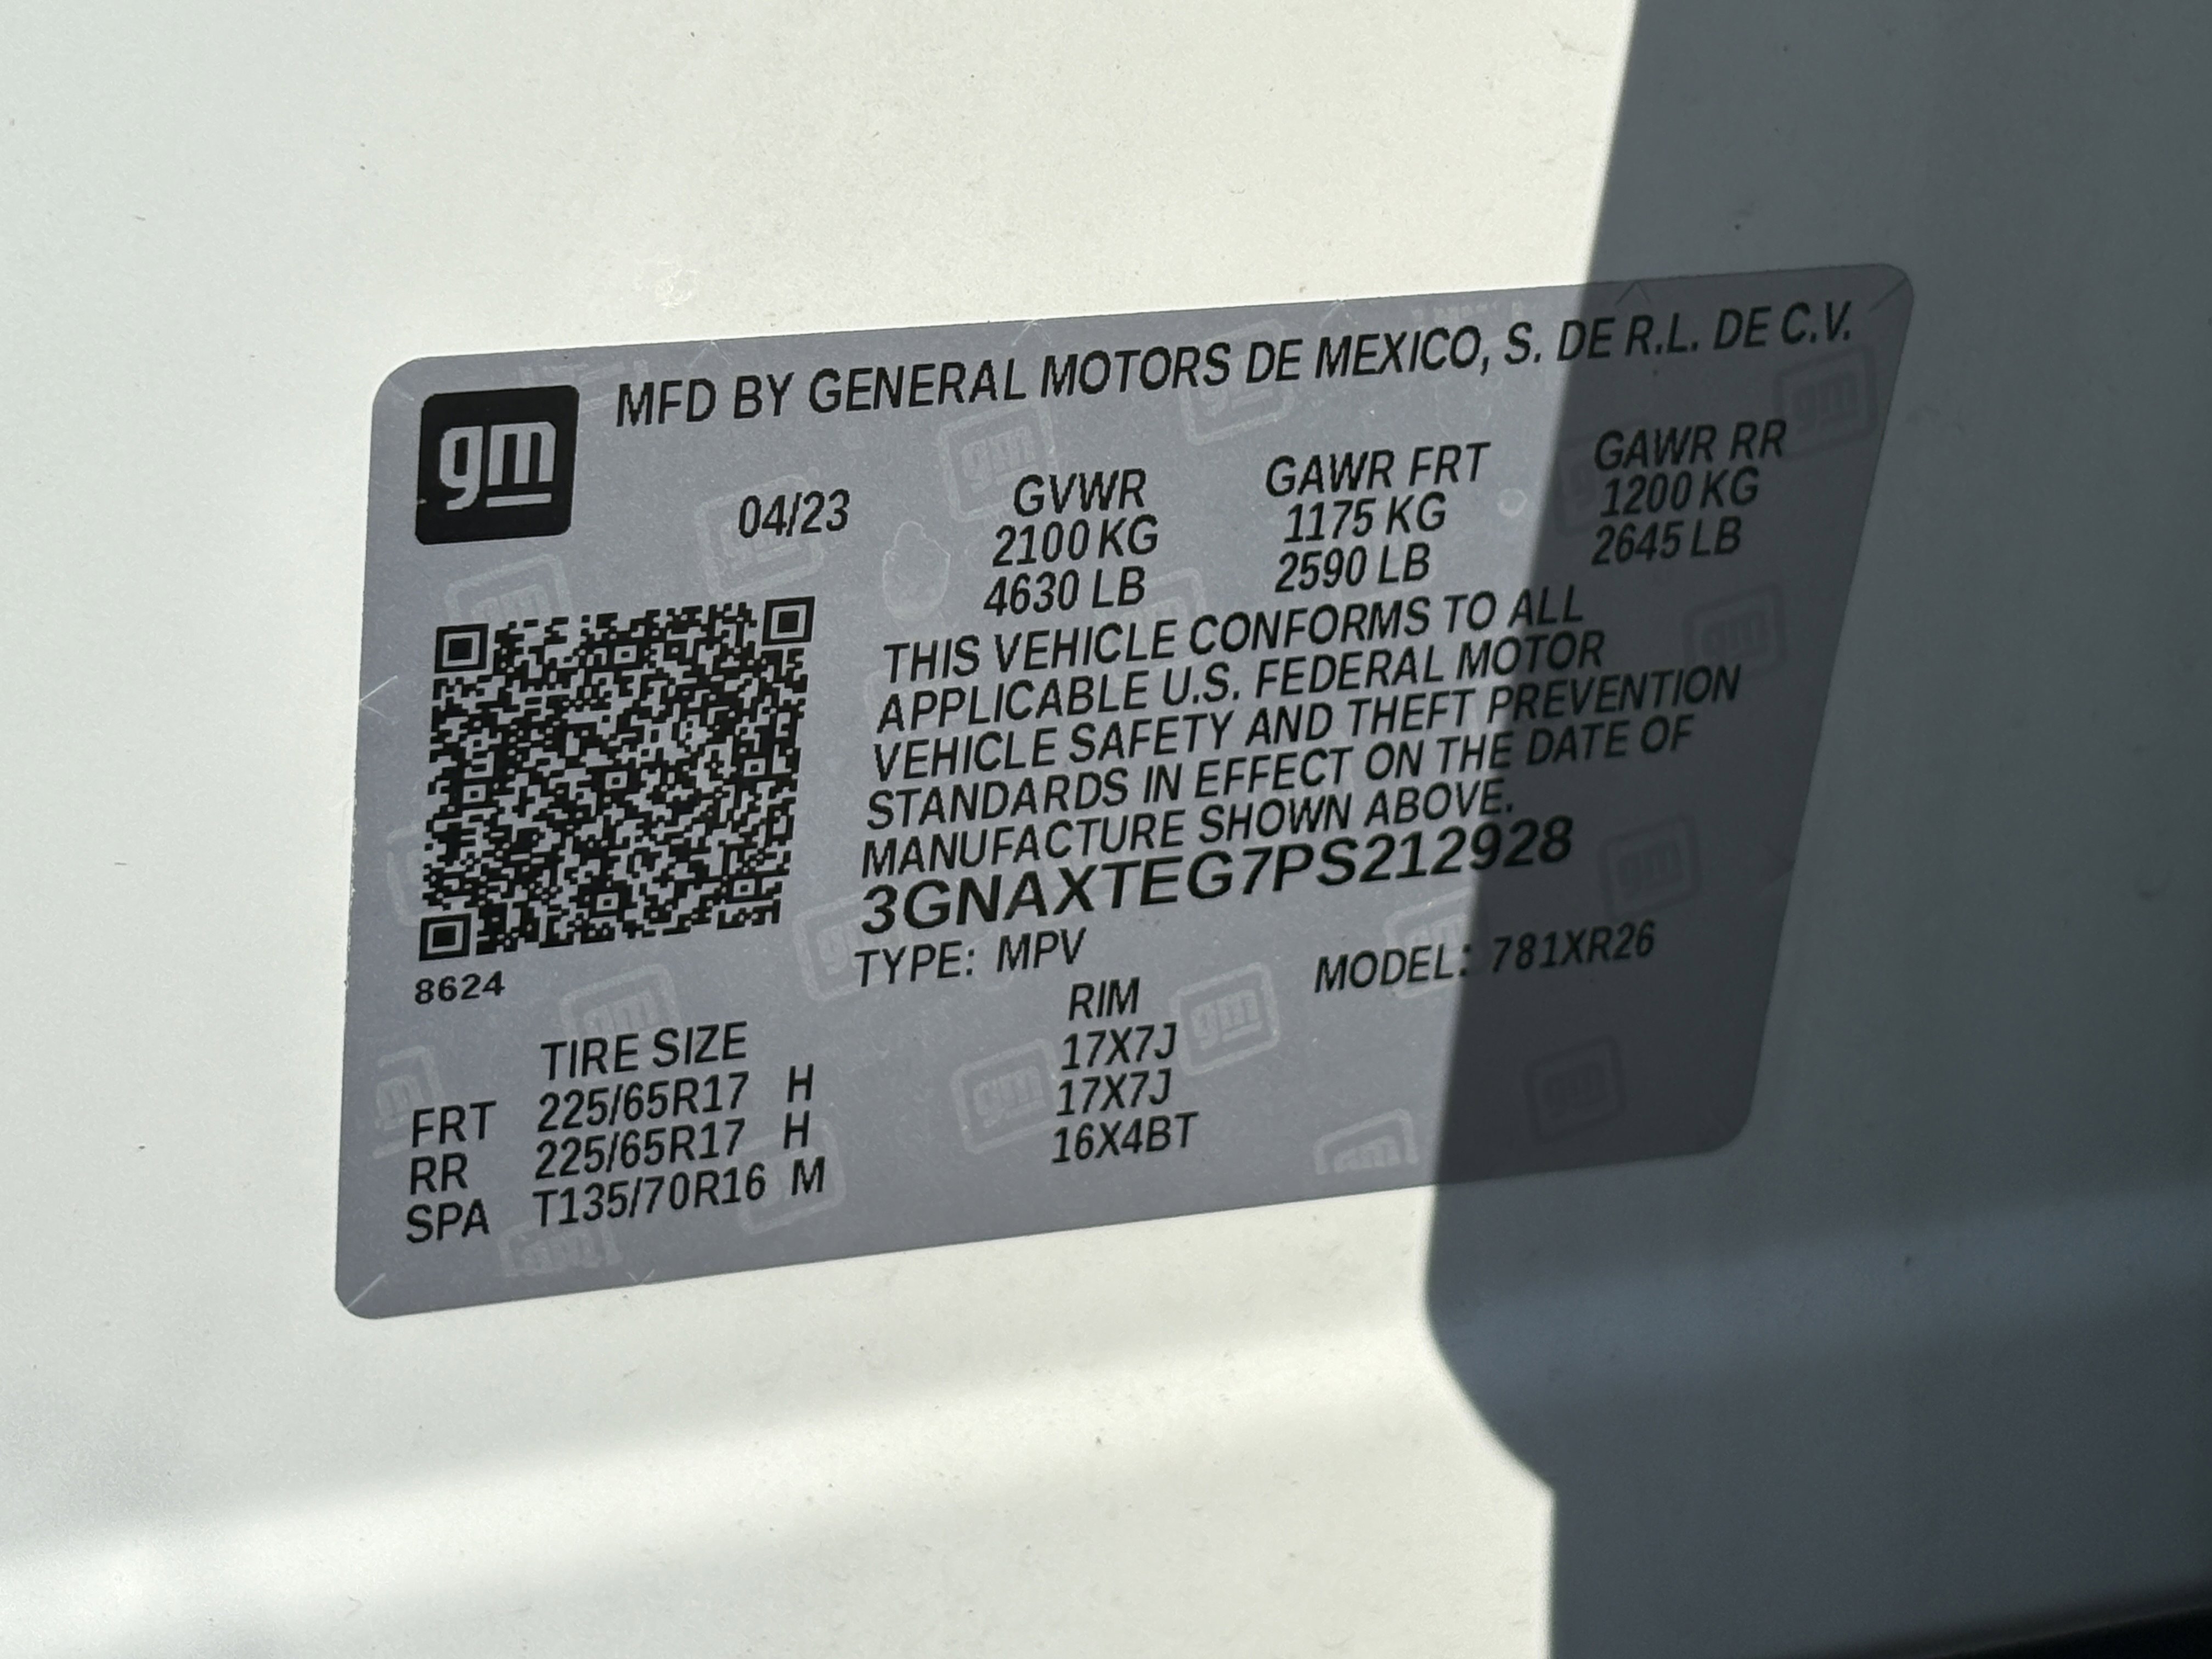 gm
MFD BY GENERAL MOTORS DE MEXICO, S. DE R.L. DE C.V.
04/23 GVWR GAWR FRT GAWR RR
2100 KG 1175 KG 1200 KG
4630 LB 2590 LB 2645 LB
THIS VEHICLE CONFORMS TO ALL
APPLICABLE U.S. FEDERAL MOTOR
VEHICLE SAFETY AND THEFT PREVENTION
STANDARDS IN EFFECT ON THE DATE OF
MANUFACTURE SHOWN ABOVE.
3GNAXTEG7PS212928
TYPE: MPV MODEL: 781XR26
8624
TIRE SIZE RIM
FRT 225/65R17 H 17X7J
RR 225/65R17 H 17X7J
SPA T135/70R16 M 16X4BT